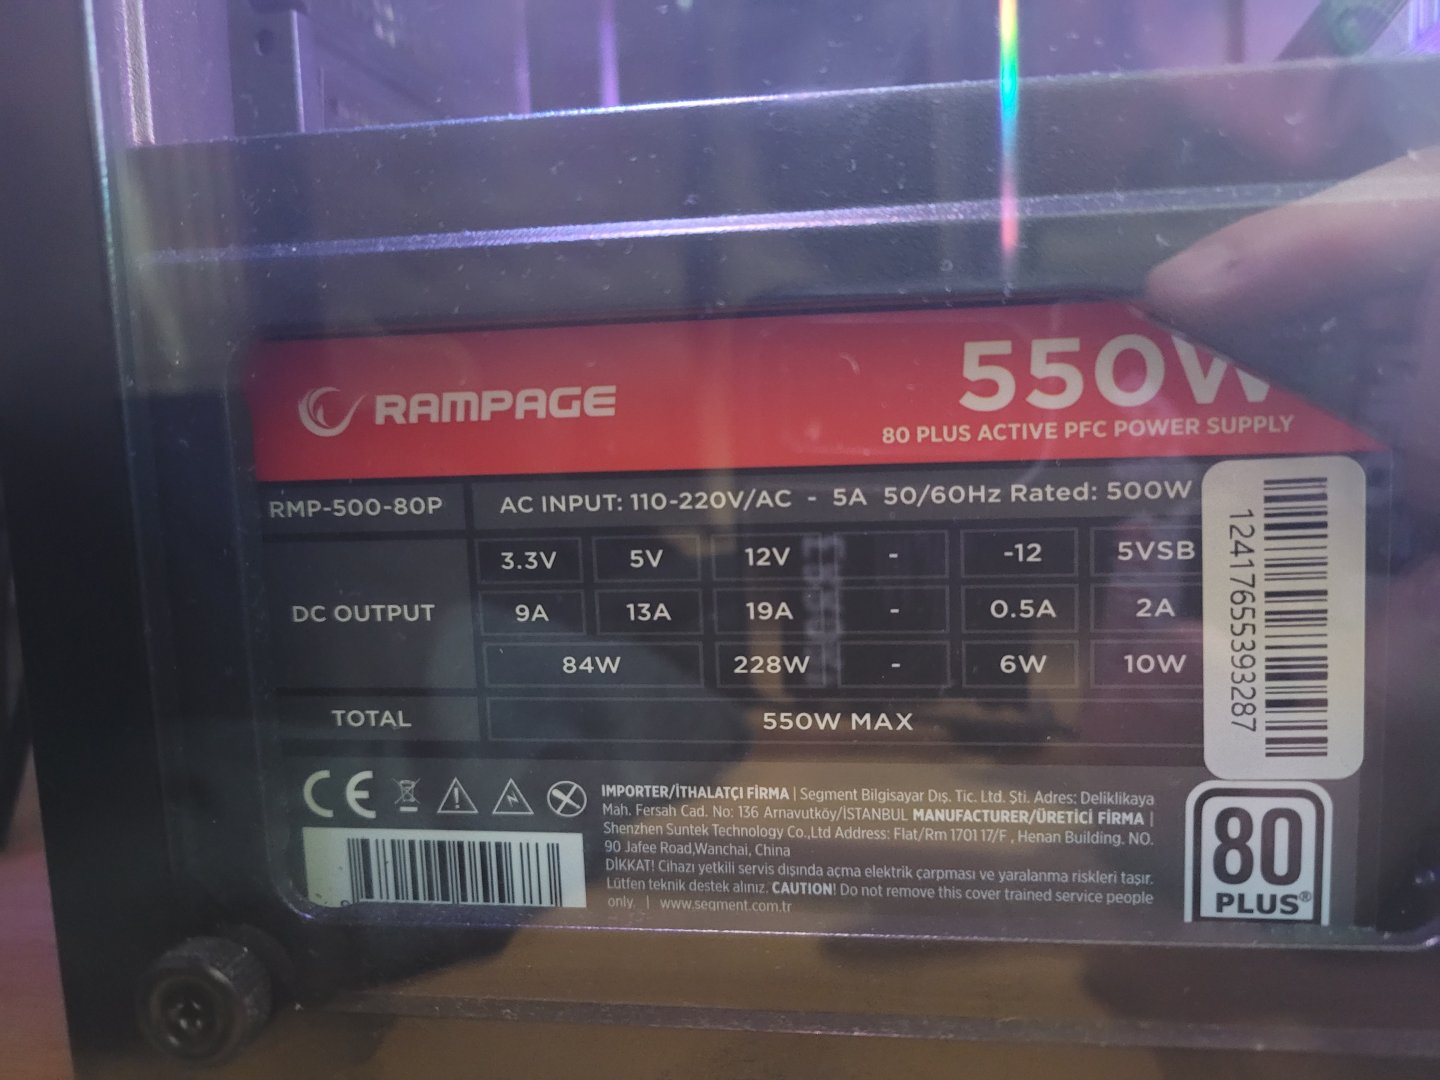 RAMPAGE
550W
80 PLUS ACTIVE PFC POWER SUPPLY
RMP-500-80P
AC INPUT: 110-220V/AC - 5A 50/60Hz Rated: 500W
3.3V 5V 12V - -12 5VSB
DC OUTPUT 9A 13A 19A - 0.5A 2A
84W 228W - 6W 10W
TOTAL 550W MAX
1241765539​3287
CE
IMPORTER/İTHALATÇI FİRMA | Segment Bilgisayar Dış. Tic. Ltd. Şti. Adres: Deliklikaya
Mah. Fersah Cad. No: 136 Arnavutköy/İSTANBUL MANUFACTURER/ÜRETİCİ FİRMA |
Shenzhen Suntek Technology Co.,Ltd Address: Flat/Rm 1701 17/F , Henan Building. NO.
90 Jafee Road,Wanchai, China
DİKKAT! Cihazı yetkili servis dışında açma elektrik çarpması ve yaralanma riskleri taşır.
Lütfen teknik destek alınız. CAUTION! Do not remove this cover trained service people
only. | www.segment.com.tr
80
PLUS®